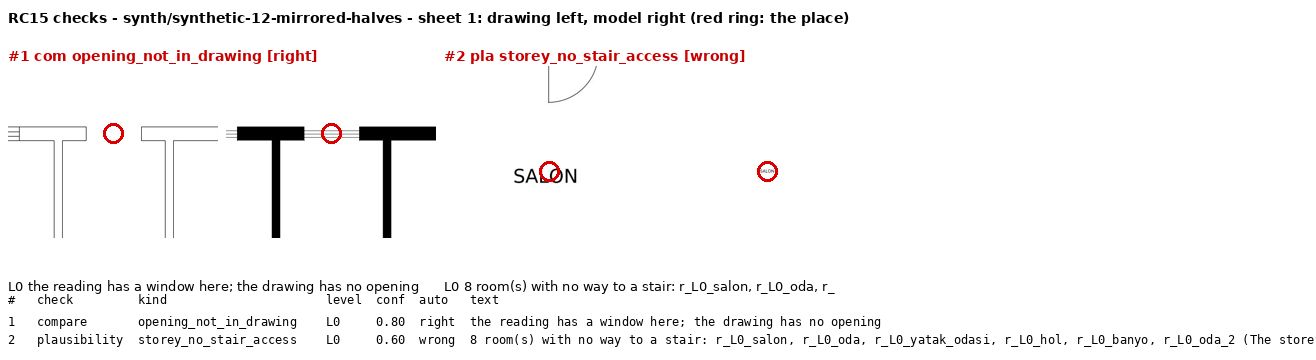 RC15 checks - synth/synthetic-12-mirrored-halves - sheet 1: drawing left, model right (red ring: the place)
#1 com opening_not_in_drawing [right]
#2 pla storey_no_stair_access [wrong]
SALON
SALON
L0 the reading has a window here; the drawing has no opening
L0 8 room(s) with no way to a stair: r_L0_salon, r_L0_oda, r_
# check kind level conf auto text
1 compare opening_not_in_drawing L0 0.80 right the reading has a window here; the drawing has no opening
2 plausibility storey_no_stair_access L0 0.60 wrong 8 room(s) with no way to a stair: r_L0_salon, r_L0_oda, r_L0_yatak_odasi, r_L0_hol, r_L0_banyo, r_L0_oda_2 (The store